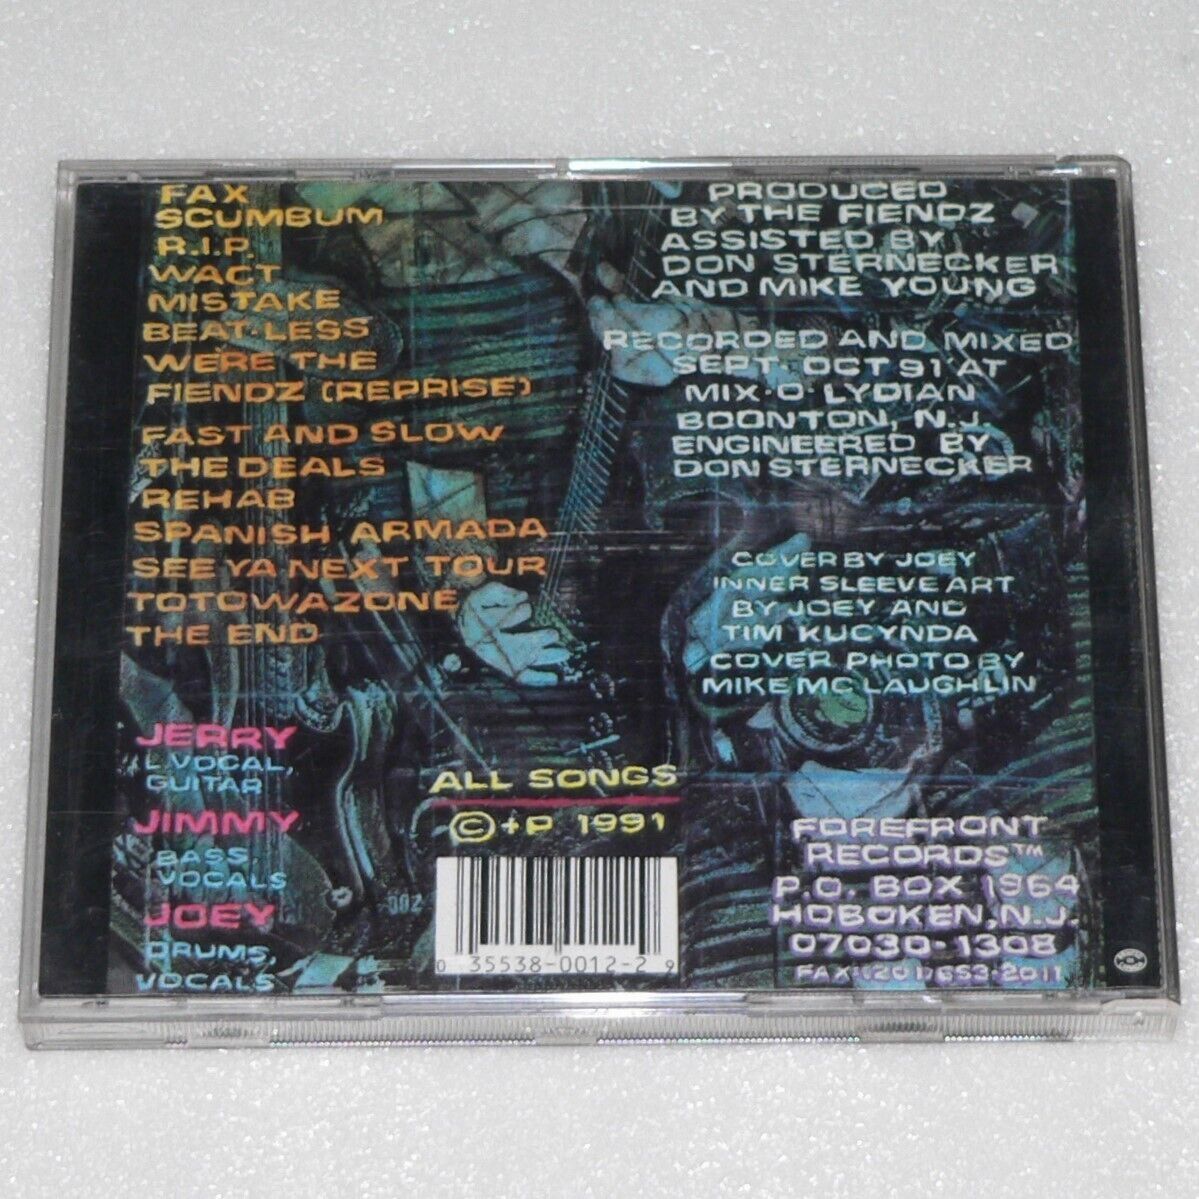 FAX
SCUMBUM
R.I.P.
WACT
MISTAKE
BEAT-LESS
WERE THE
FIENDZ (REPRISE)
FAST AND SLOW
THE DEALS
REHAB
SPANISH ARMADA
SEE YA NEXT TOUR
TOTOWAZONE
THE END
JERRY
L.VOCAL,
GUITAR
JIMMY
BASS,
VOCALS
JOEY
DRUMS,
VOCALS
PRODUCED
BY THE FIENDZ
ASSISTED BY
DON STERNECKER
AND MIKE YOUNG
RECORDED AND MIXED
SEPT. OCT 91 AT
MIX-O-LYDIAN
BOONTON, N.J.
ENGINEERED BY
DON STERNECKER
COVER BY JOEY
INNER SLEEVE ART
BY JOEY AND
TIM KUCYNDA
COVER PHOTO BY
MIKE MC LAUGHLIN
ALL SONGS
©+P 1991
002
0 35538-0012-2 9
FOREFRONT
RECORDS™
P.O. BOX 1964
HOBOKEN, N.J.
07030-1308
FAX